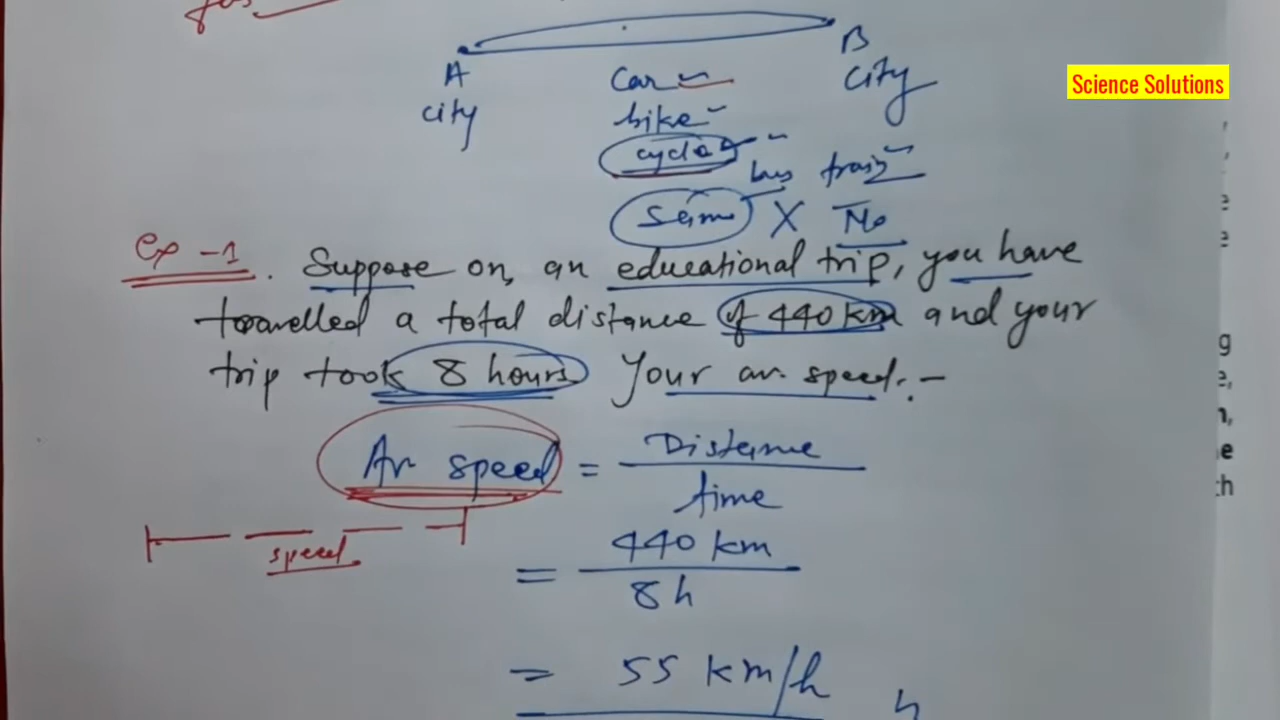 A
B
city
Car
city
bike
Science Solutions
cycle
bus train
Same X No
ex -1. Suppose on, an educational trip, you have
travelled a total distance of 440 km and your
trip took 8 hours Your av. speed. -
Av speed = Distance
time
speed
= 440 km
8 h
= 55 km/h